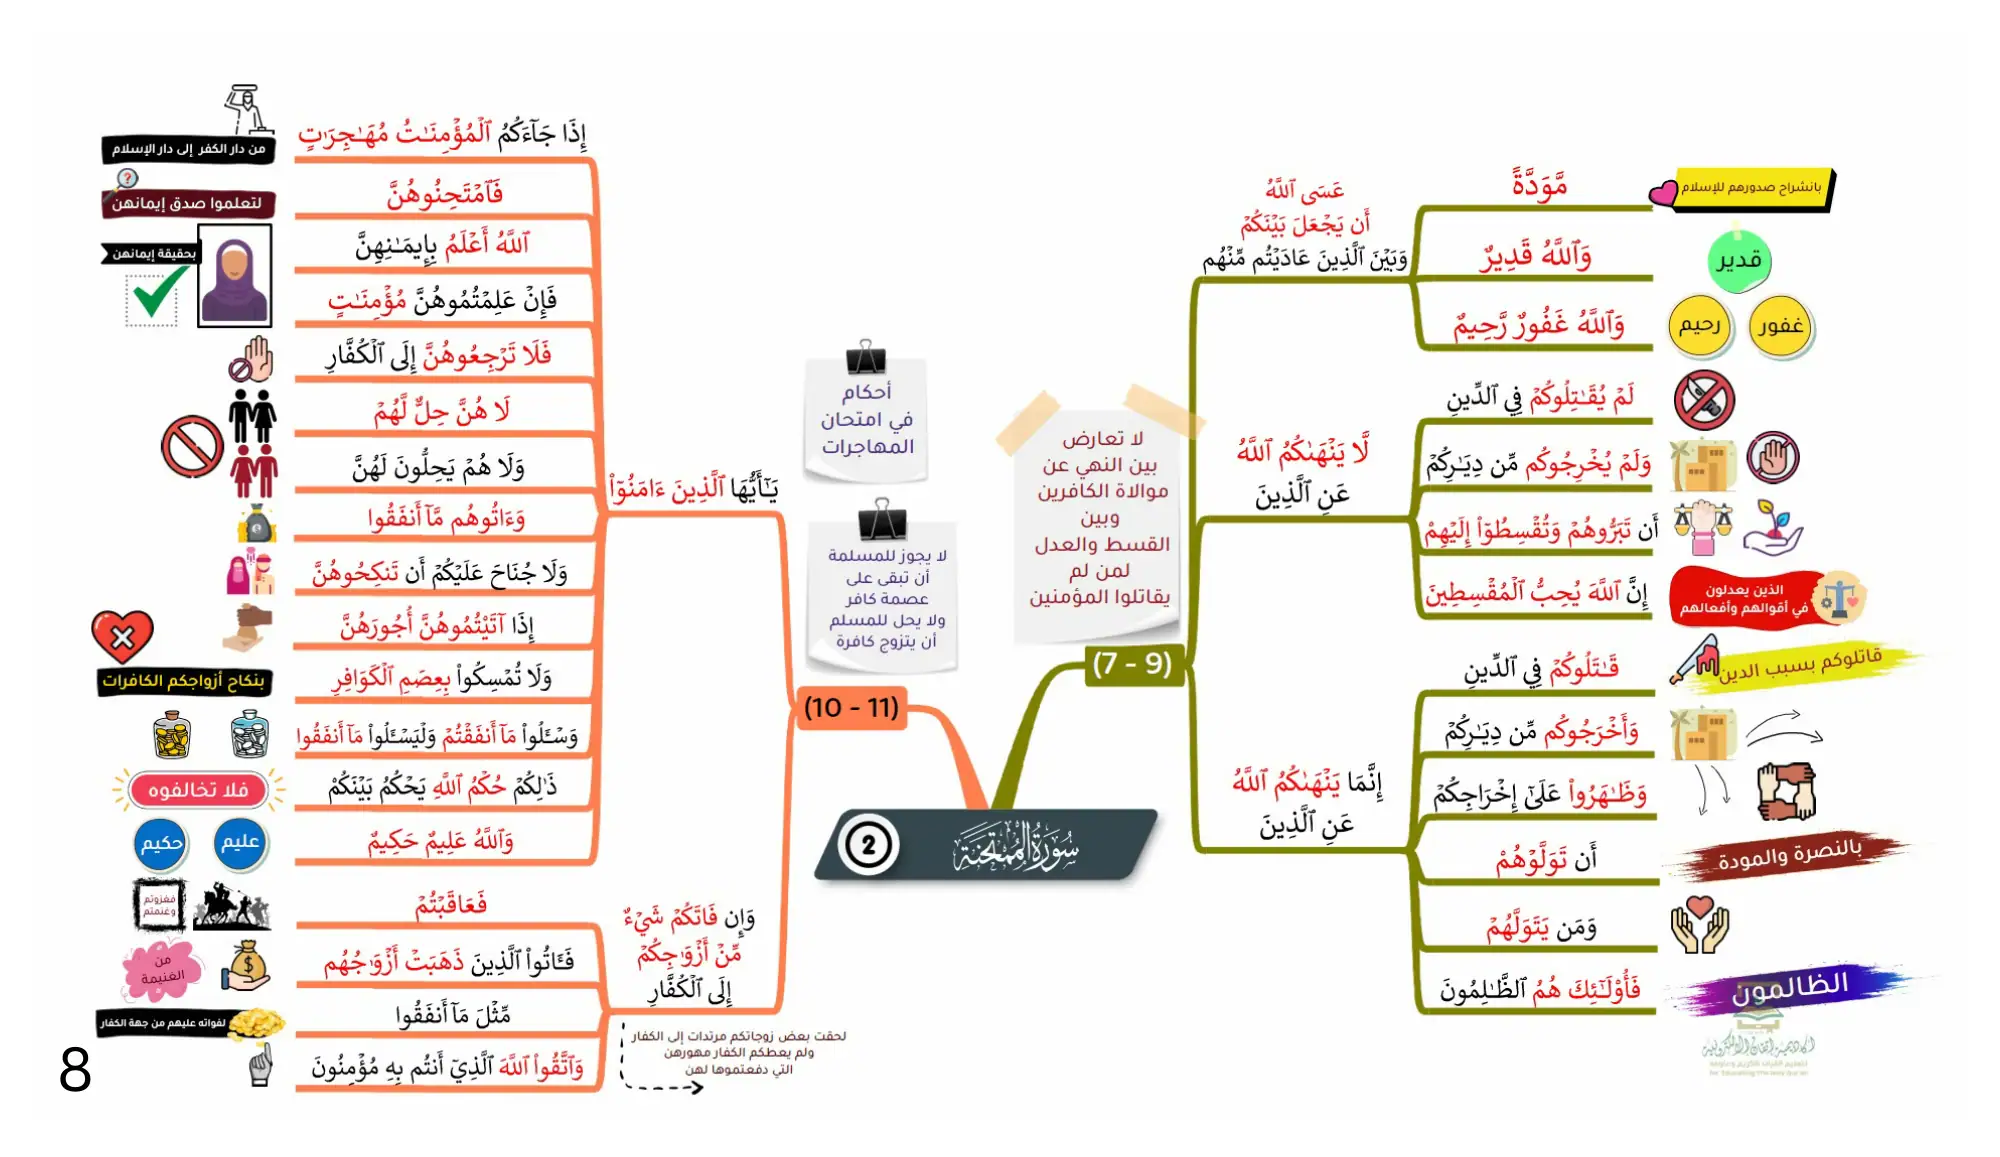 سُورَةُ المُمْتَحَنَةِ
2
(7 - 9)
لا تعارض
بين النهي عن
موالاة الكافرين
وبين
القسط والعدل
لمن لم
يقاتلوا المؤمنين
عَسَى ٱللَّهُ
أَن يَجْعَلَ بَيْنَكُمْ
وَبَيْنَ ٱلَّذِينَ عَادَيْتُم مِّنْهُم
مَّوَدَّةً
بانشراح صدورهم للإسلام
وَٱللَّهُ قَدِيرٌ
قدير
وَٱللَّهُ غَفُورٌ رَّحِيمٌ
غفور
رحيم
لَّا يَنْهَىٰكُمُ ٱللَّهُ
عَنِ ٱلَّذِينَ
لَمْ يُقَـٰتِلُوكُمْ فِي ٱلدِّينِ
وَلَمْ يُخْرِجُوكُم مِّن دِيَـٰرِكُمْ
أَن تَبَرُّوهُمْ وَتُقْسِطُوٓا۟ إِلَيْهِمْ
إِنَّ ٱللَّهَ يُحِبُّ ٱلْمُقْسِطِينَ
الذين يعدلون
في أقوالهم وأفعالهم
إِنَّمَا يَنْهَىٰكُمُ ٱللَّهُ
عَنِ ٱلَّذِينَ
قَـٰتَلُوكُمْ فِي ٱلدِّينِ
قاتلوكم بسبب الدين
وَأَخْرَجُوكُم مِّن دِيَـٰرِكُمْ
وَظَـٰهَرُوا۟ عَلَىٰٓ إِخْرَاجِكُمْ
أَن تَوَلَّوْهُمْ
بالنصرة والمودة
وَمَن يَتَوَلَّهُمْ
فَأُو۟لَـٰٓئِكَ هُمُ ٱلظَّـٰلِمُونَ
الظالمون
(10 - 11)
أحكام
في امتحان
المهاجرات
لا يجوز للمسلمة
أن تبقى على
عصمة كافر
ولا يحل للمسلم
أن يتزوج كافرة
يَـٰٓأَيُّهَا ٱلَّذِينَ ءَامَنُوٓا۟
إِذَا جَآءَكُمُ ٱلْمُؤْمِنَـٰتُ مُهَـٰجِرَٰتٍ
من دار الكفر إلى دار الإسلام
فَٱمْتَحِنُوهُنَّ
لتعلموا صدق إيمانهن
ٱللَّهُ أَعْلَمُ بِإِيمَـٰنِهِنَّ
بحقيقة إيمانهن
فَإِنْ عَلِمْتُمُوهُنَّ مُؤْمِنَـٰتٍ
فَلَا تَرْجِعُوهُنَّ إِلَى ٱلْكُفَّارِ
لَا هُنَّ حِلٌّ لَّهُمْ
وَلَا هُمْ يَحِلُّونَ لَهُنَّ
وَءَاتُوهُم مَّآ أَنفَقُوا
وَلَا جُنَاحَ عَلَيْكُمْ أَن تَنكِحُوهُنَّ
إِذَآ ءَاتَيْتُمُوهُنَّ أُجُورَهُنَّ
وَلَا تُمْسِكُوا۟ بِعِصَمِ ٱلْكَوَافِرِ
بنكاح أزواجكم الكافرات
وَسْـَٔلُوا۟ مَآ أَنفَقْتُمْ وَلْيَسْـَٔلُوا۟ مَآ أَنفَقُوا
ذَٰلِكُمْ حُكْمُ ٱللَّهِ يَحْكُمُ بَيْنَكُمْ
فلا تخالفوه
وَٱللَّهُ عَلِيمٌ حَكِيمٌ
عليم
حكيم
وَإِن فَاتَكُمْ شَيْءٌ
مِّنْ أَزْوَٰجِكُمْ
إِلَى ٱلْكُفَّارِ
لحقت بعض زوجاتكم مرتدات إلى الكفار
ولم يعطكم الكفار مهورهن
التي دفعتموها لهن
فَعَاقَبْتُمْ
فغزوتم
وغنمتم
فَـَٔاتُوا۟ ٱلَّذِينَ ذَهَبَتْ أَزْوَٰجُهُم
من
الغنيمة
مِّثْلَ مَآ أَنفَقُوا
لفواته عليهم من جهة الكفار
وَٱتَّقُوا۟ ٱللَّهَ ٱلَّذِيٓ أَنتُم بِهِ مُؤْمِنُونَ
8